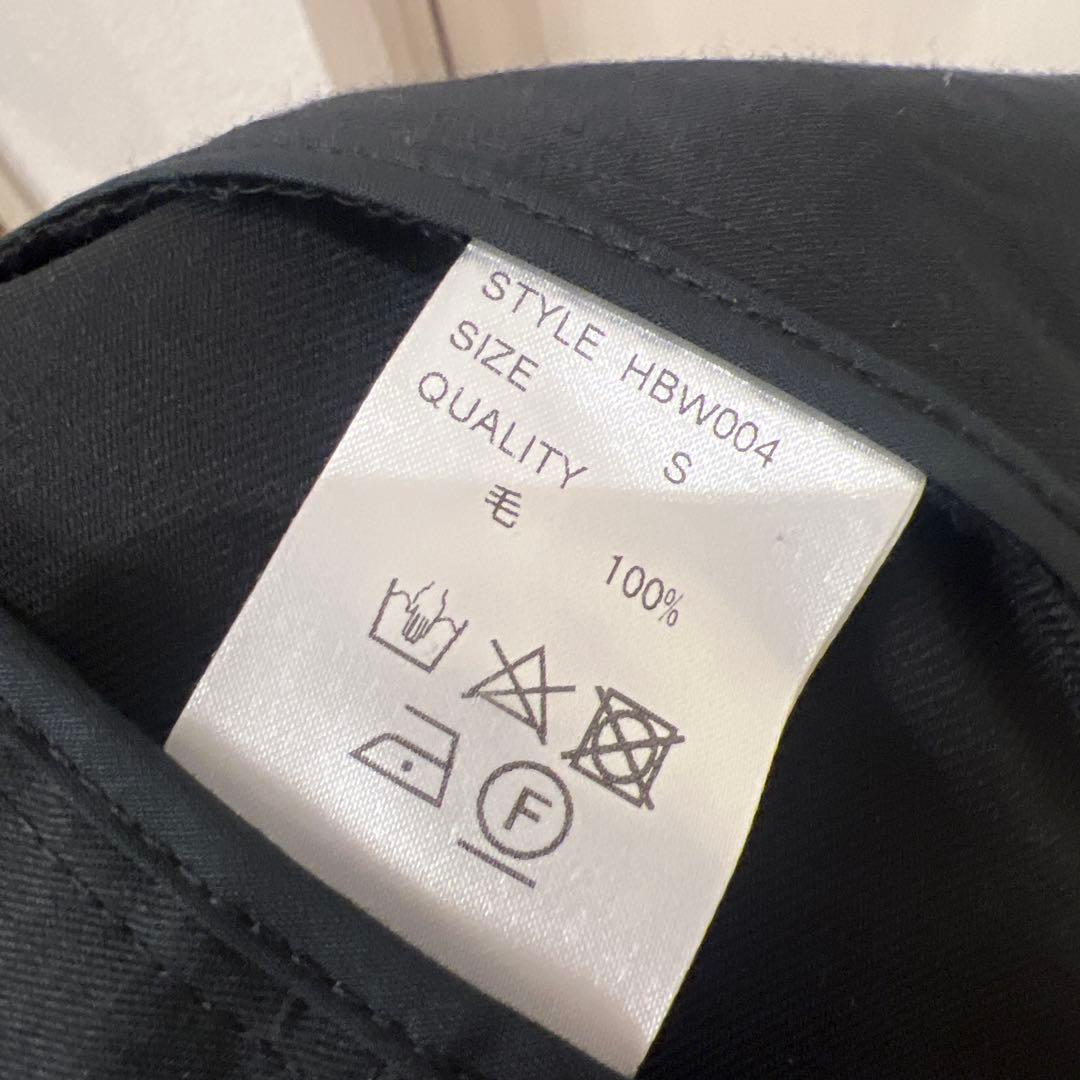 STYLE HBW004
SIZE S
QUALITY
毛 100%
F